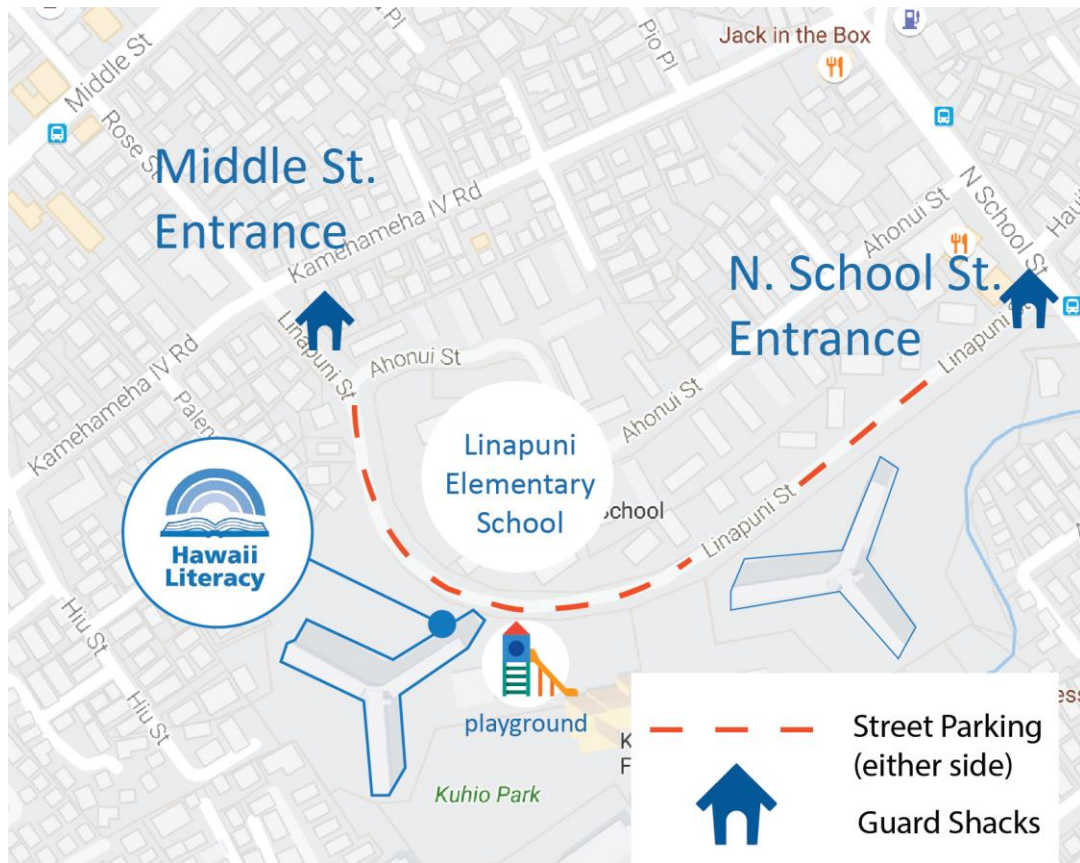 Jack in the Box
Pio Pl
Middle St
Rose St
Middle St.
Entrance
Kamehameha IV Rd
N School St
Ahonui St
N. School St.
Entrance
Linapuni St
Linapuni St
Ahonui St
Kamehameha IV Rd
Ahonui St
Linapuni
Elementary
School
School
Linapuni St
Hawaii
Literacy
Hiu St
Hiu St
playground
Kuhio Park
K
F
Street Parking
(either side)
Guard Shacks